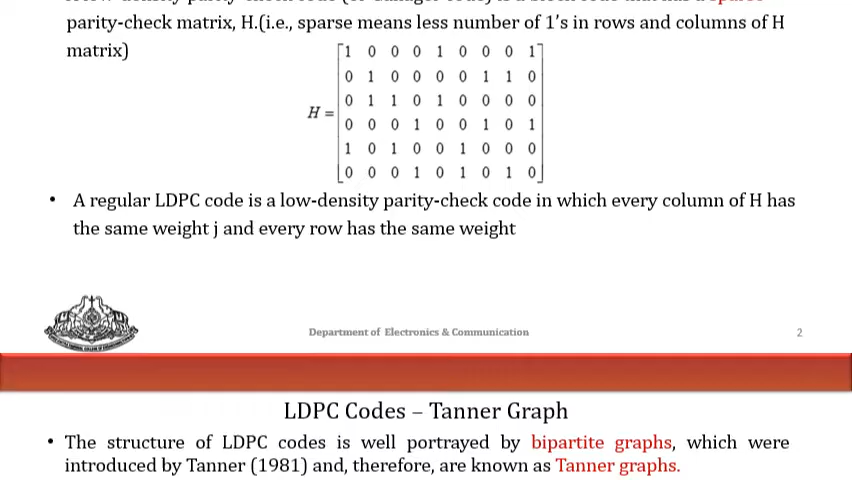 parity-check matrix, H.(i.e., sparse means less number of 1's in rows and columns of H
matrix)
H =
1 0 0 0 1 0 0 0 1
0 1 0 0 0 0 1 1 0
0 1 1 0 1 0 0 0 0
0 0 0 1 0 0 1 0 1
1 0 1 0 0 1 0 0 0
0 0 0 1 0 1 0 1 0
• A regular LDPC code is a low-density parity-check code in which every column of H has
the same weight j and every row has the same weight
Department of Electronics & Communication
2
LDPC Codes – Tanner Graph
• The structure of LDPC codes is well portrayed by bipartite graphs, which were
introduced by Tanner (1981) and, therefore, are known as Tanner graphs.